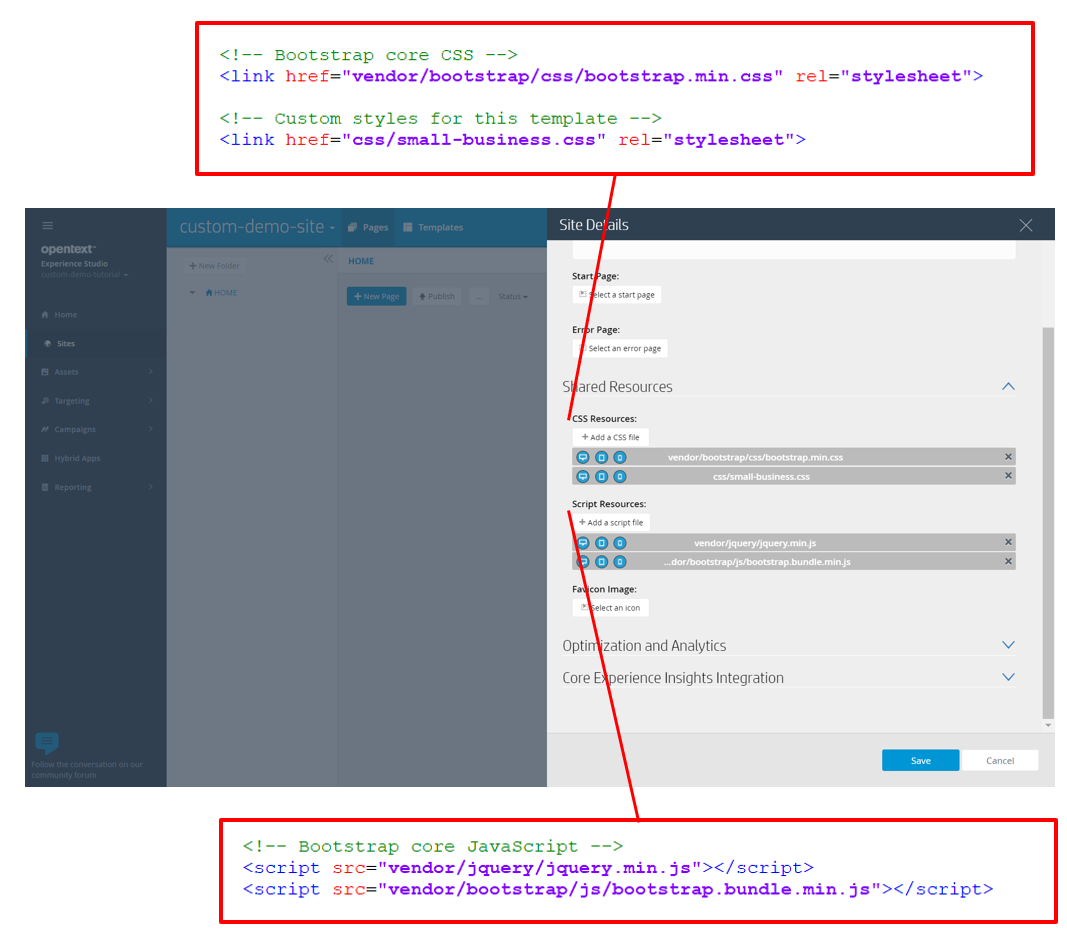 <!-- Bootstrap core CSS -->
<link href="vendor/bootstrap/css/bootstrap.min.css" rel="stylesheet">
<!-- Custom styles for this template -->
<link href="css/small-business.css" rel="stylesheet">
opentext™
Experience Studio
custom-demo-tutorial
Home
Sites
Assets
Targeting
Campaigns
Hybrid Apps
Reporting
Follow the conversation on our
community forum
custom-demo-site
Pages
Templates
+ New Folder
HOME
HOME
+ New Page
Publish
...
Status
Site Details
Start Page:
Select a start page
Error Page:
Select an error page
Shared Resources
CSS Resources:
+ Add a CSS file
vendor/bootstrap/css/bootstrap.min.css
css/small-business.css
Script Resources:
+ Add a script file
vendor/jquery/jquery.min.js
...dor/bootstrap/js/bootstrap.bundle.min.js
Favicon Image:
Select an icon
Optimization and Analytics
Core Experience Insights Integration
Save
Cancel
<!-- Bootstrap core JavaScript -->
<script src="vendor/jquery/jquery.min.js"></script>
<script src="vendor/bootstrap/js/bootstrap.bundle.min.js"></script>